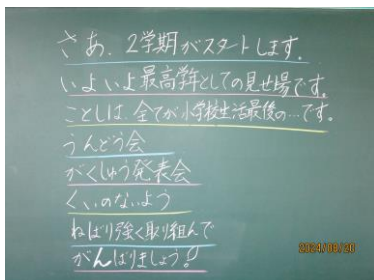 さあ、2学期がスタートします。
いよいよ最高学年としての見せ場です。
ことしは、全てが小学校生活最後の…です。
うんどう会
がくしゅう発表会
くいのないよう
ねばり強く取り組んで
がんばりましょう!
2024/08/20